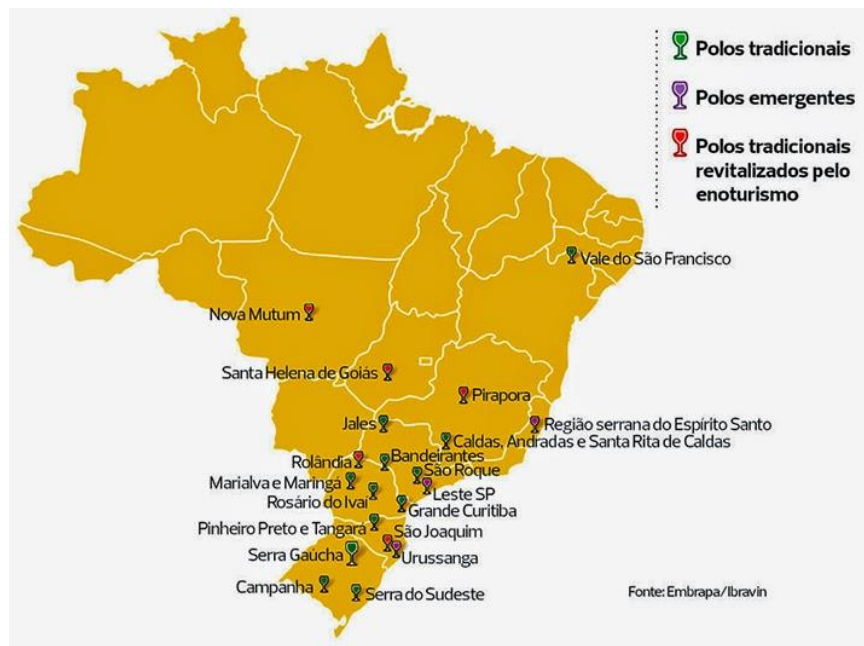 Polos tradicionais
Polos emergentes
Polos tradicionais
revitalizados pelo
enoturismo
Vale do São Francisco
Nova Mutum
Santa Helena de Goiás
Pirapora
Jales
Região serrana do Espírito Santo
Caldas, Andradas e Santa Rita de Caldas
Bandeirantes
Rolândia
São Roque
Marialva e Maringá
Leste SP
Rosário do Ivaí
Grande Curitiba
Pinheiro Preto e Tangará
São Joaquim
Serra Gaúcha
Urussanga
Campanha
Serra do Sudeste
Fonte: Embrapa/Ibravin